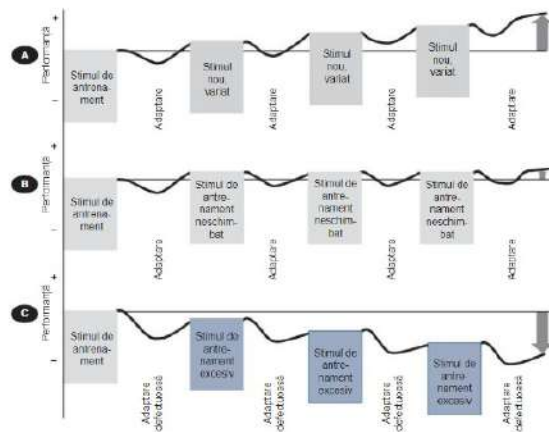 +
Performanță
A
–
Stimul de
antrena-
ment
Adaptare
Stimul
nou,
variat
Adaptare
Stimul
nou,
variat
Adaptare
Stimul
nou,
variat
Adaptare
+
Performanță
B
–
Stimul de
antrena-
ment
Adaptare
Stimul de
antre-
nament
neschim-
bat
Adaptare
Stimul de
antre-
nament
neschim-
bat
Adaptare
Stimul de
antre-
nament
neschim-
bat
Adaptare
+
Performanță
C
–
Stimul de
antrena-
ment
Adaptare
defectuoasă
Stimul de
antre-
nament
excesiv
Adaptare
defectuoasă
Stimul de
antre-
nament
excesiv
Adaptare
defectuoasă
Stimul de
antre-
nament
excesiv
Adaptare
defectuoasă